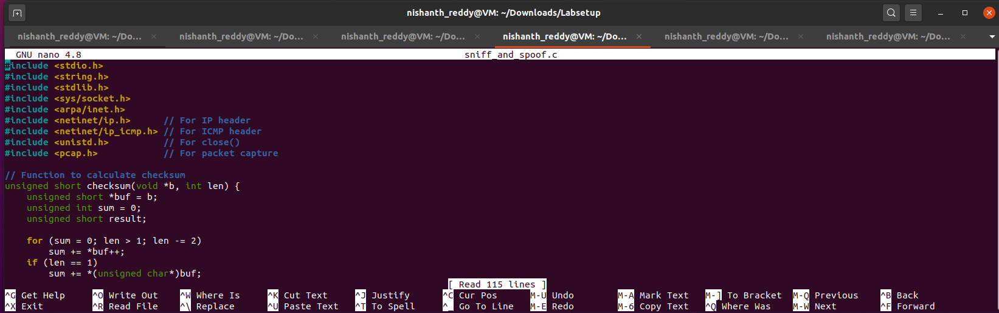 nishanth_reddy@VM: ~/Downloads/Labsetup
nishanth_reddy@VM: ~/Do... × nishanth_reddy@VM: ~/Do... × nishanth_reddy@VM: ~/Do... × nishanth_reddy@VM: ~/Do... × nishanth_reddy@VM: ~/Do... × nishanth_reddy@VM: ~/Do... ×
GNU nano 4.8 sniff_and_spoof.c
#include <stdio.h>
#include <string.h>
#include <stdlib.h>
#include <sys/socket.h>
#include <arpa/inet.h>
#include <netinet/ip.h>      // For IP header
#include <netinet/ip_icmp.h> // For ICMP header
#include <unistd.h>          // For close()
#include <pcap.h>            // For packet capture

// Function to calculate checksum
unsigned short checksum(void *b, int len) {
    unsigned short *buf = b;
    unsigned int sum = 0;
    unsigned short result;

    for (sum = 0; len > 1; len -= 2)
        sum += *buf++;
    if (len == 1)
        sum += *(unsigned char*)buf;
[ Read 115 lines ]
^G Get Help ^O Write Out ^W Where Is ^K Cut Text ^J Justify ^C Cur Pos M-U Undo M-A Mark Text M-] To Bracket M-Q Previous ^B Back
^X Exit ^R Read File ^\ Replace ^U Paste Text ^T To Spell ^_ Go To Line M-E Redo M-6 Copy Text ^Q Where Was M-W Next ^F Forward